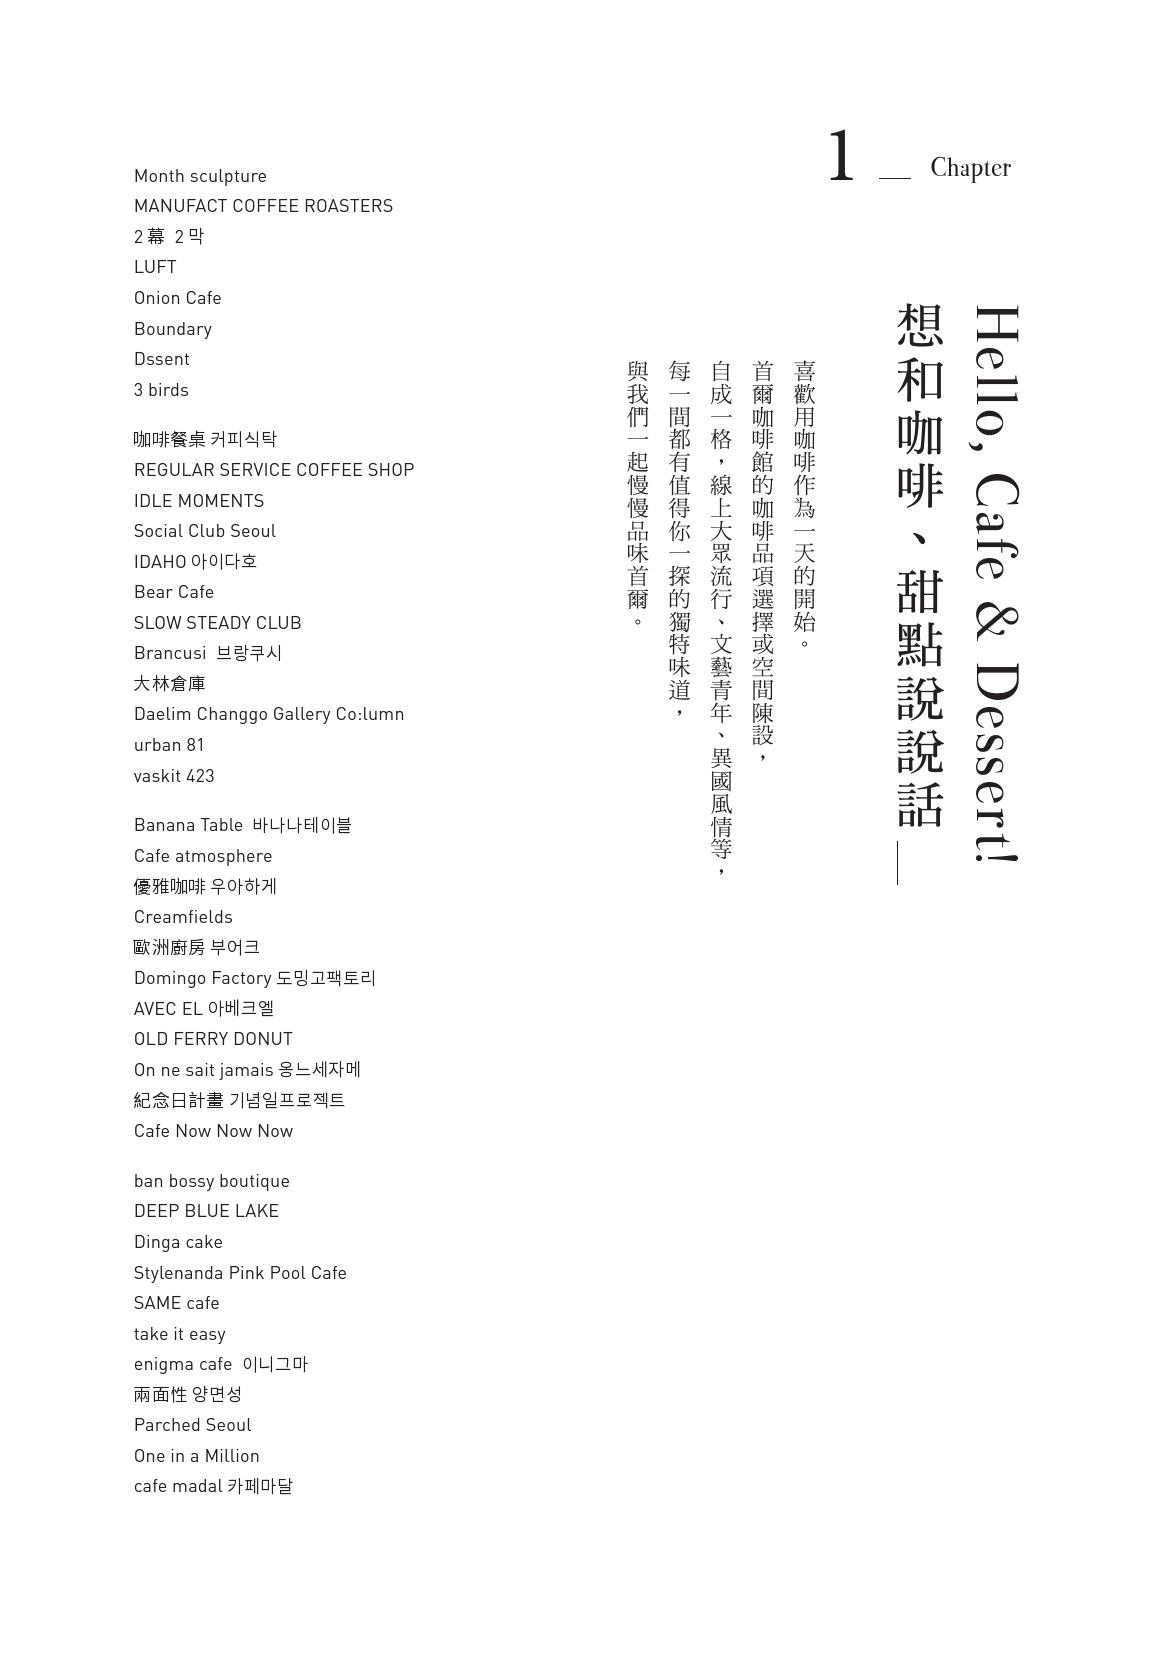 1 — Chapter
Hello, Cafe & Dessert!
想和咖啡、甜點說說話
喜歡用咖啡作為一天的開始。
首爾咖啡館的咖啡品項選擇或空間陳設，
自成一格，線上大眾流行、文藝青年、異國風情等，
每一間都有值得你一探的獨特味道，
與我們一起慢慢品味首爾。
Month sculpture
MANUFACT COFFEE ROASTERS
2幕 2막
LUFT
Onion Cafe
Boundary
Dssent
3 birds
咖啡餐桌 커피식탁
REGULAR SERVICE COFFEE SHOP
IDLE MOMENTS
Social Club Seoul
IDAHO 아이다호
Bear Cafe
SLOW STEADY CLUB
Brancusi 브랑쿠시
大林倉庫
Daelim Changgo Gallery Co:lumn
urban 81
vaskit 423
Banana Table 바나나테이블
Cafe atmosphere
優雅咖啡 우아하게
Creamfields
歐洲廚房 부어크
Domingo Factory 도밍고팩토리
AVEC EL 아베크엘
OLD FERRY DONUT
On ne sait jamais 옹느세자메
紀念日計畫 기념일프로젝트
Cafe Now Now Now
ban bossy boutique
DEEP BLUE LAKE
Dinga cake
Stylenanda Pink Pool Cafe
SAME cafe
take it easy
enigma cafe 이니그마
兩面性 양면성
Parched Seoul
One in a Million
cafe madal 카페마달